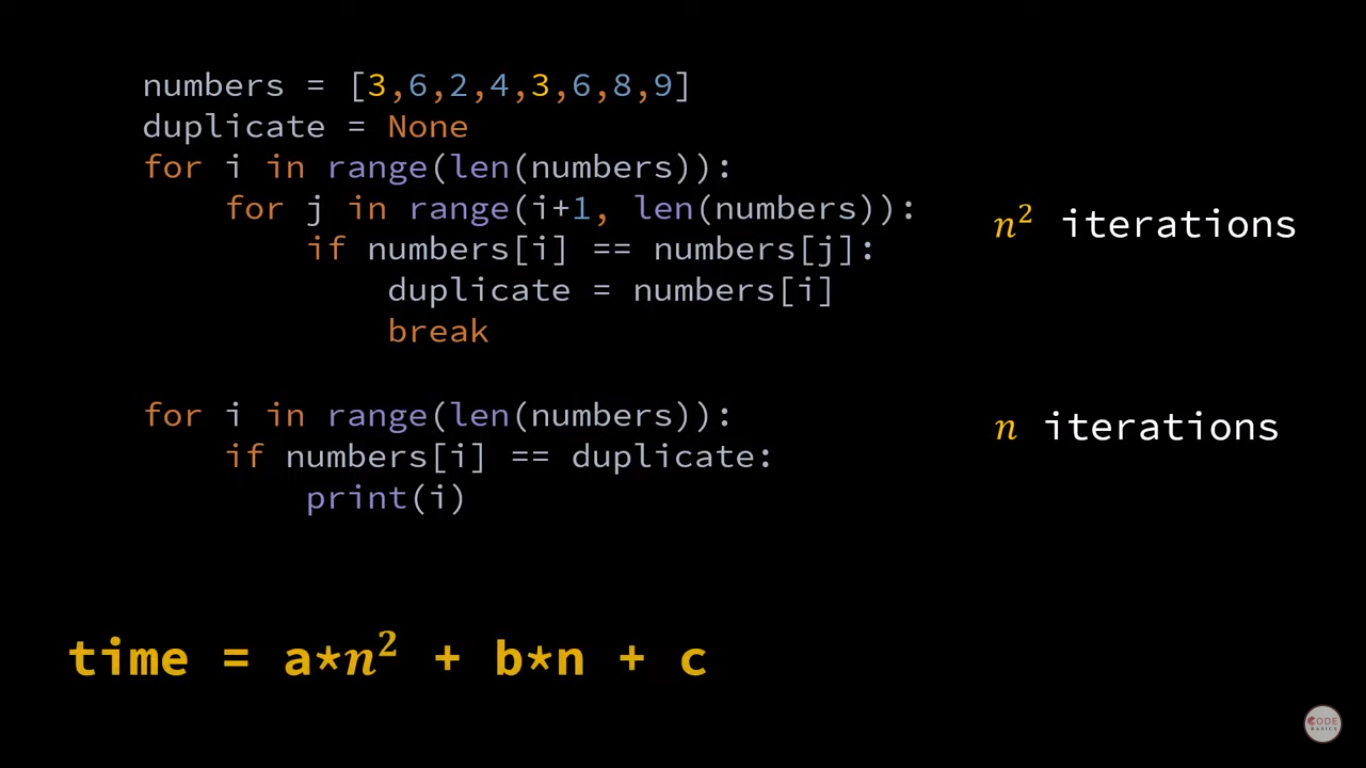 numbers = [3,6,2,4,3,6,8,9]
duplicate = None
for i in range(len(numbers)):
    for j in range(i+1, len(numbers)):
        if numbers[i] == numbers[j]:
            duplicate = numbers[i]
            break
n² iterations
for i in range(len(numbers)):
    if numbers[i] == duplicate:
        print(i)
n iterations
time = a*n² + b*n + c
CODE
BASICS